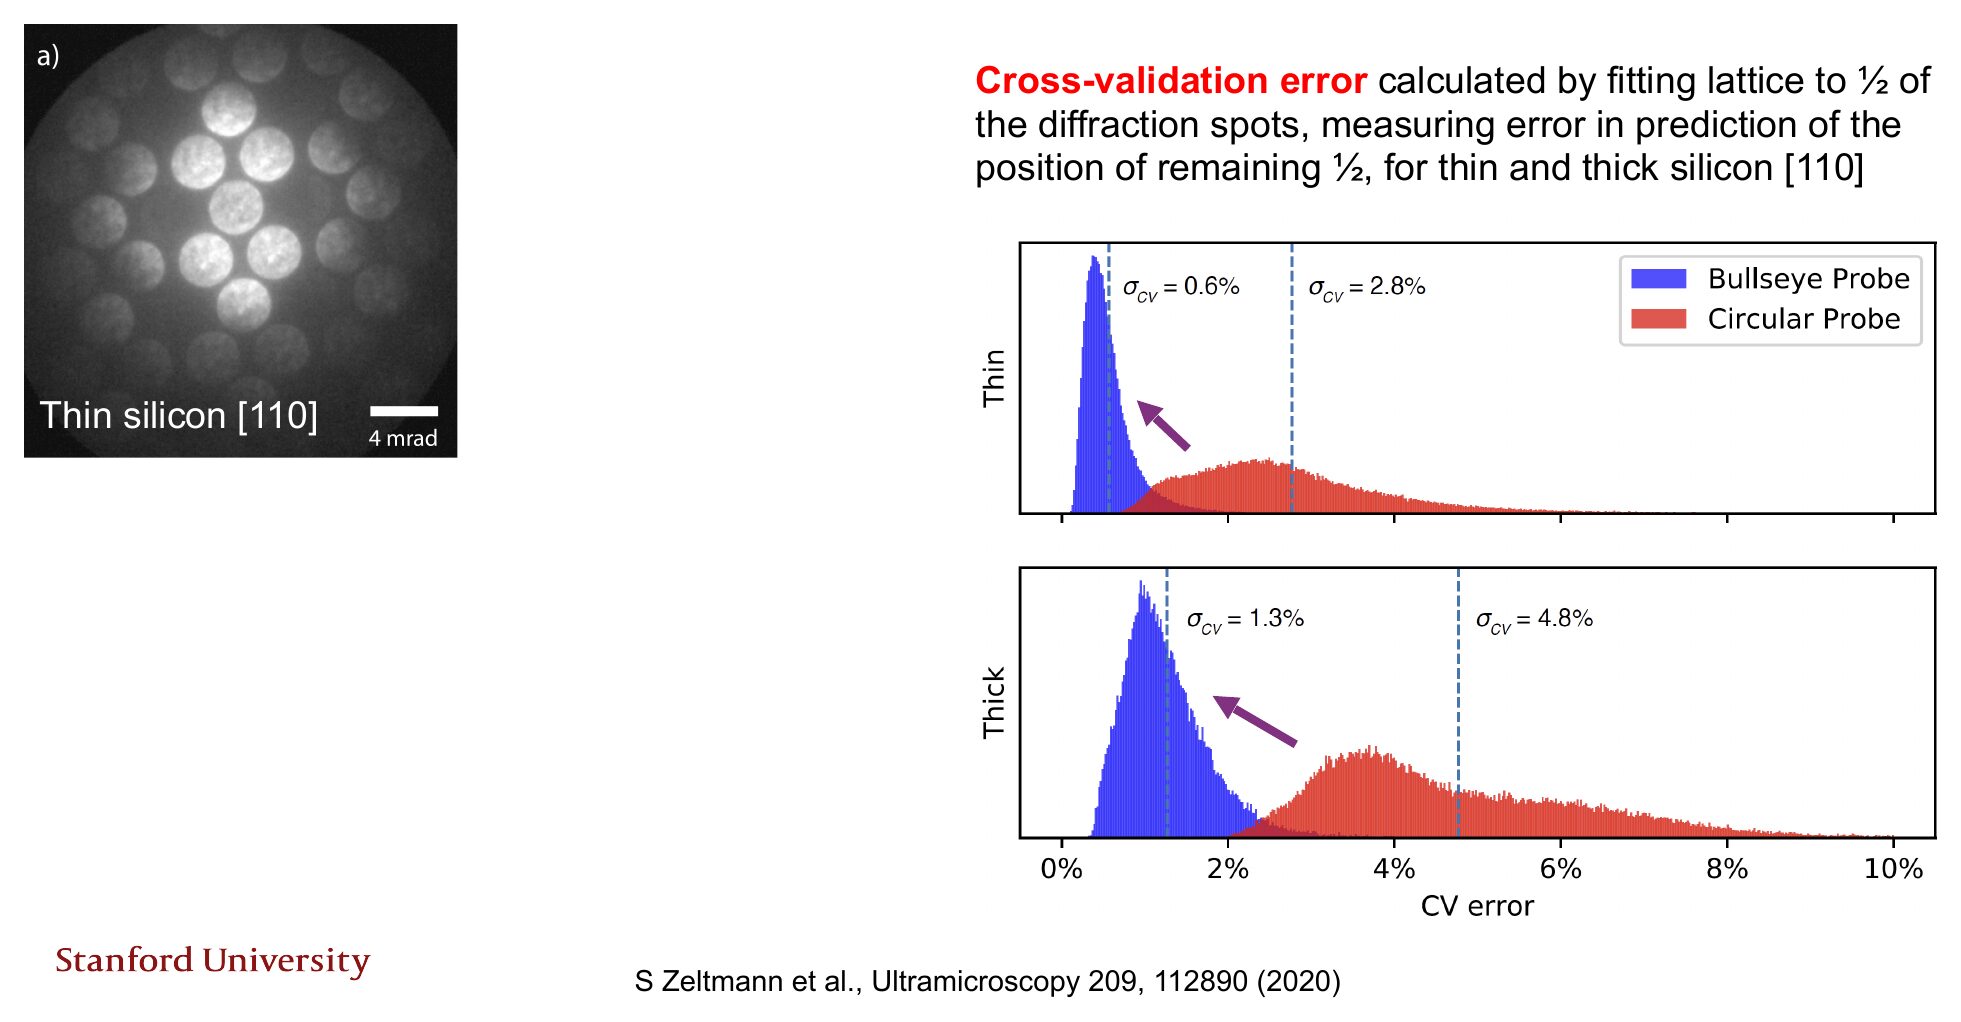 a)
Thin silicon [110]
4 mrad
Cross-validation error calculated by fitting lattice to ½ of
the diffraction spots, measuring error in prediction of the
position of remaining ½, for thin and thick silicon [110]
Thin
σCV = 0.6%
σCV = 2.8%
Bullseye Probe
Circular Probe
Thick
σCV = 1.3%
σCV = 4.8%
0% 2% 4% 6% 8% 10%
CV error
Stanford University
S Zeltmann et al., Ultramicroscopy 209, 112890 (2020)